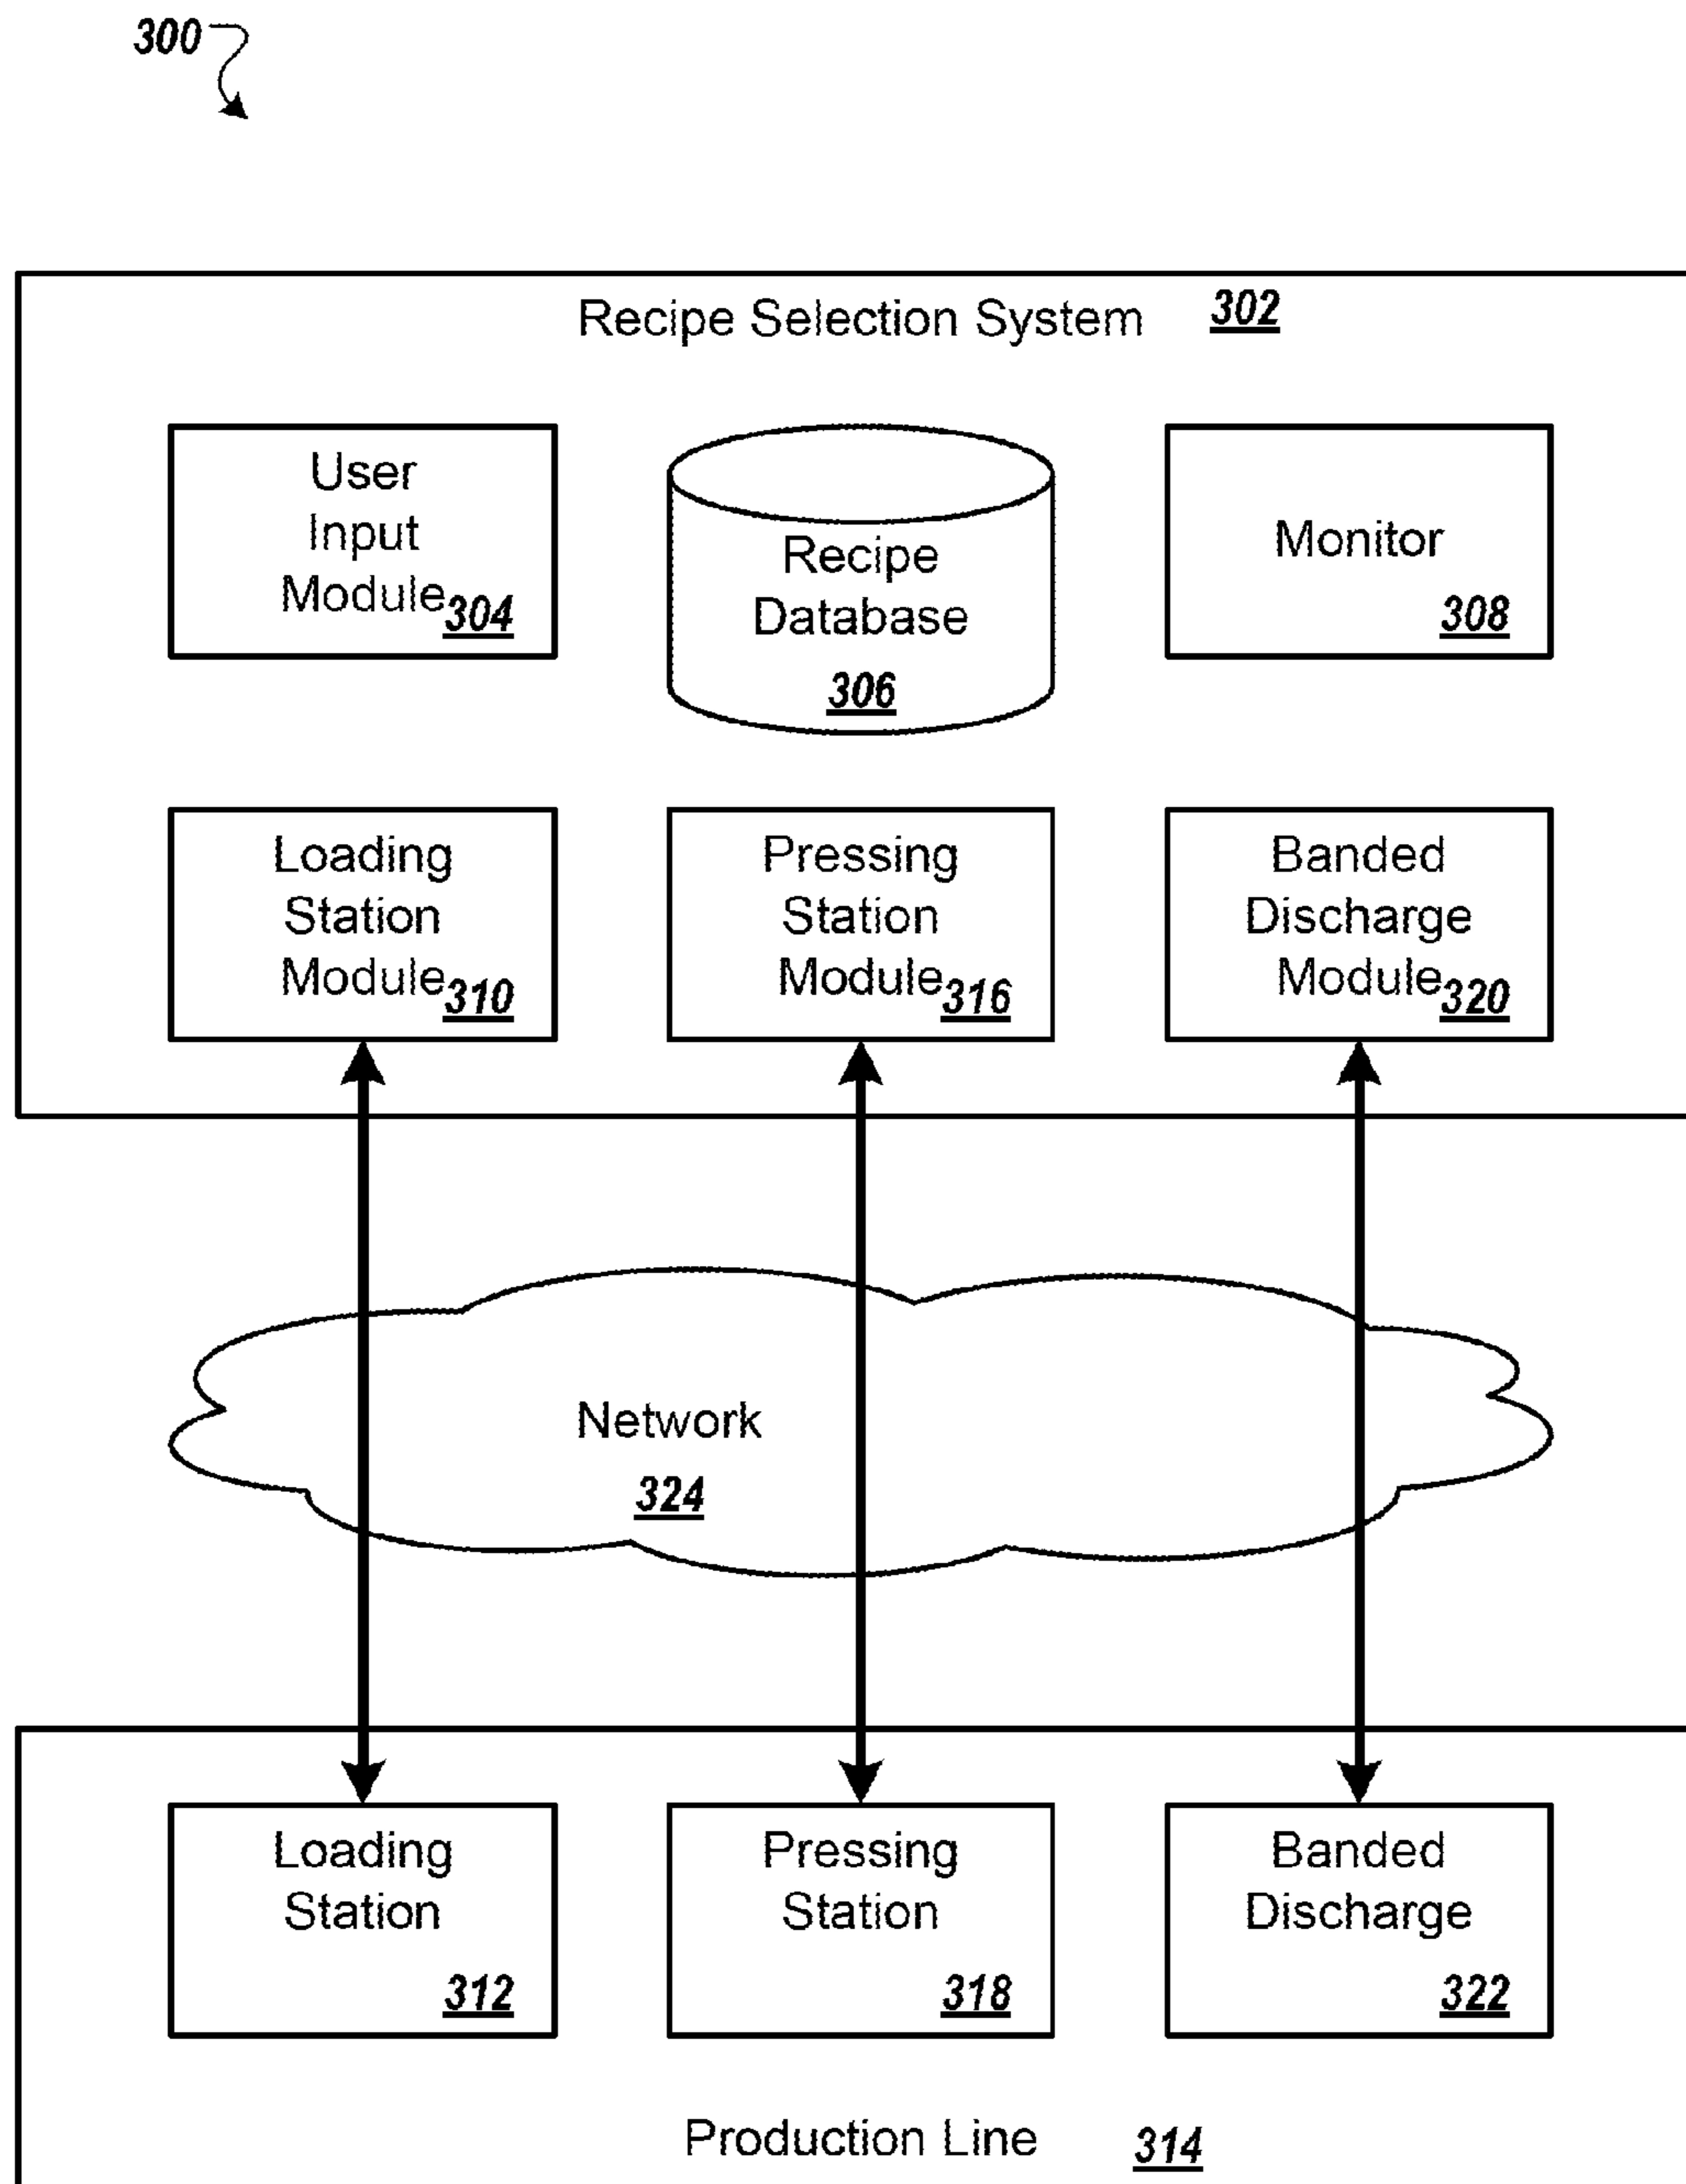 300
Recipe Selection System 302
User
Input
Module 304
Recipe
Database
306
Monitor
308
Loading
Station
Module 310
Pressing
Station
Module 316
Banded
Discharge
Module 320
Network
324
Loading
Station
312
Pressing
Station
318
Banded
Discharge
322
Production Line 314